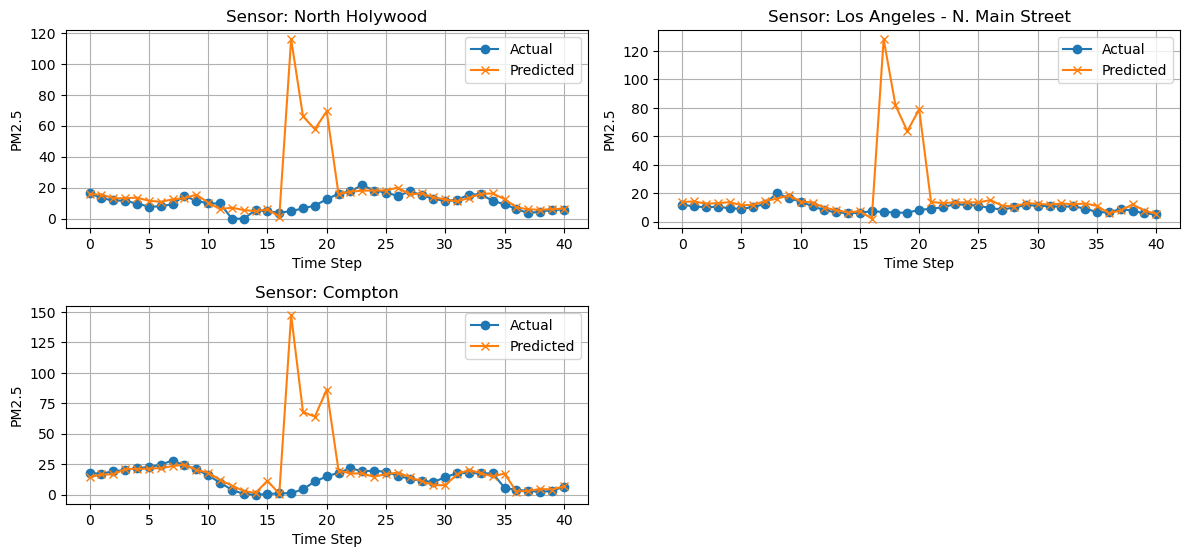 Sensor: North Holywood
120
100
80
60
40
20
0
PM2.5
0 5 10 15 20 25 30 35 40
Time Step
Actual
Predicted
Sensor: Los Angeles - N. Main Street
120
100
80
60
40
20
0
PM2.5
0 5 10 15 20 25 30 35 40
Time Step
Actual
Predicted
Sensor: Compton
150
125
100
75
50
25
0
PM2.5
0 5 10 15 20 25 30 35 40
Time Step
Actual
Predicted